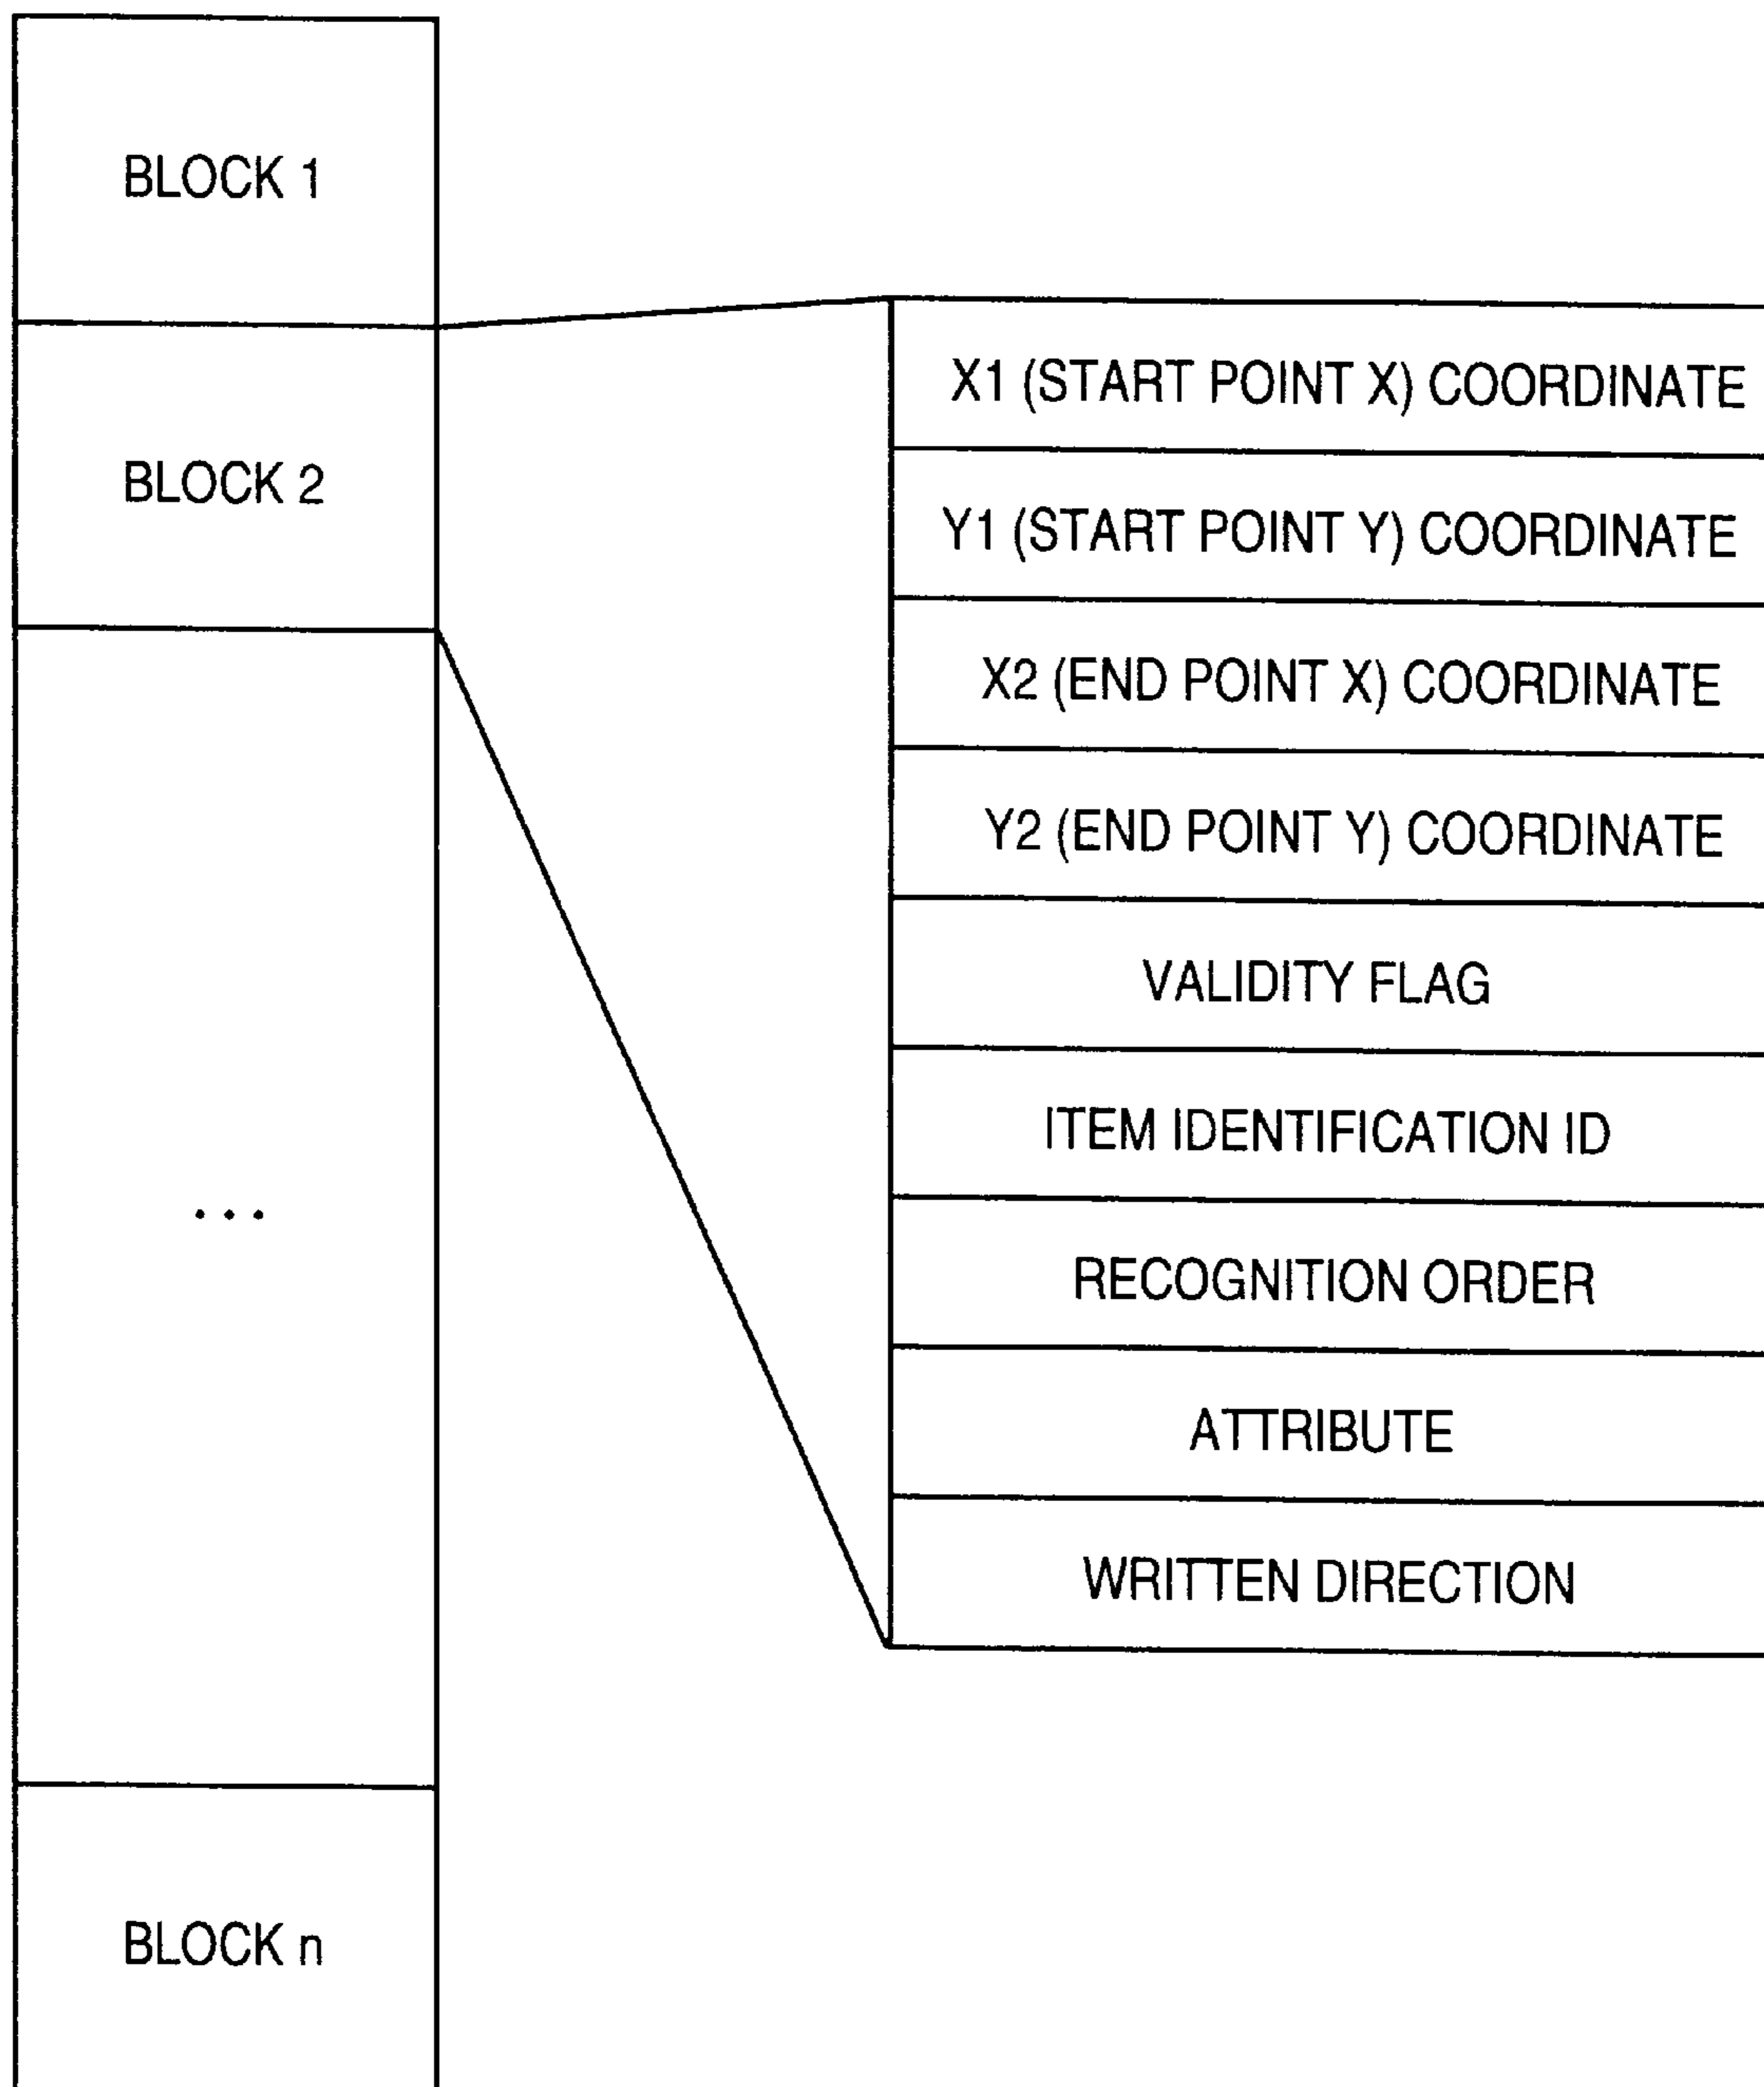 BLOCK 1
BLOCK 2
...
BLOCK n
X1 (START POINT X) COORDINATE
Y1 (START POINT Y) COORDINATE
X2 (END POINT X) COORDINATE
Y2 (END POINT Y) COORDINATE
VALIDITY FLAG
ITEM IDENTIFICATION ID
RECOGNITION ORDER
ATTRIBUTE
WRITTEN DIRECTION